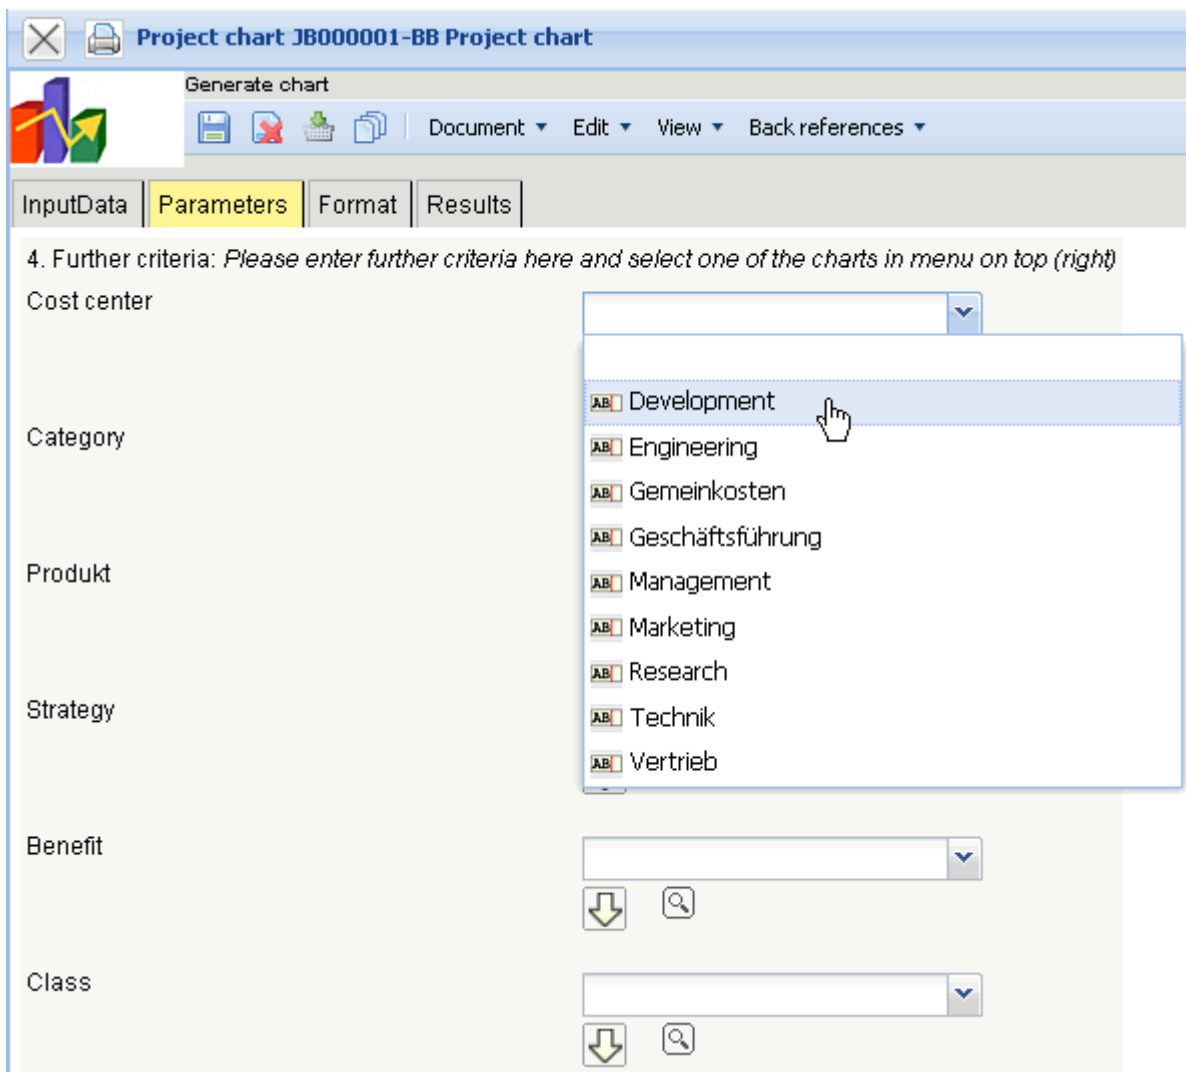 Project chart JB000001-BB Project chart
Generate chart
Document Edit View Back references
InputData Parameters Format Results
4. Further criteria: Please enter further criteria here and select one of the charts in menu on top (right)
Cost center
Development
Category
Engineering
Gemeinkosten
Geschäftsführung
Produkt
Management
Marketing
Research
Strategy
Technik
Vertrieb
Benefit
Class